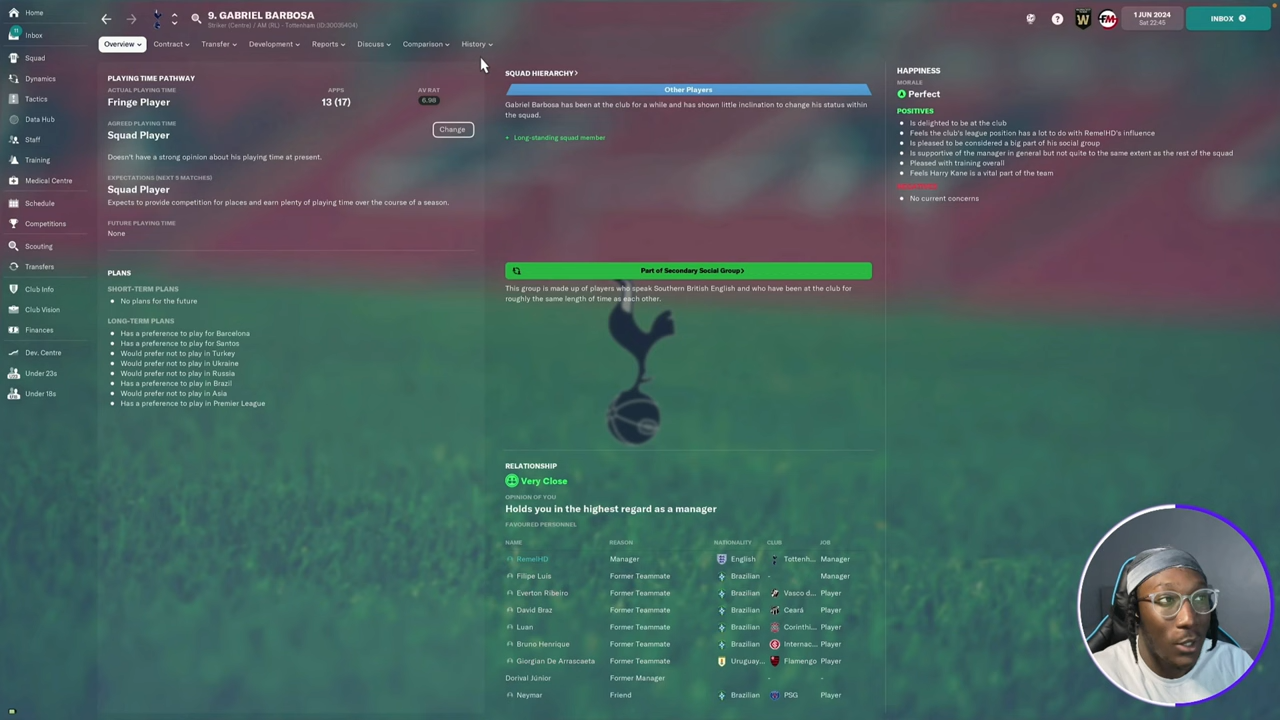 Home
Inbox
Squad
Dynamics
Tactics
Data Hub
Staff
Training
Medical Centre
Schedule
Competitions
Scouting
Transfers
Club Info
Club Vision
Finances
Dev. Centre
Under 23s
Under 18s
9. GABRIEL BARBOSA
Striker (Centre) / AM (RL) - Tottenham (ID:30035404)
1 JUN 2024
Sat 22:45
INBOX
Overview
Contract
Transfer
Development
Reports
Discuss
Comparison
History
PLAYING TIME PATHWAY
ACTUAL PLAYING TIME APPS AV RAT
Fringe Player 13 (17) 6.98
AGREED PLAYING TIME
Squad Player Change
Doesn't have a strong opinion about his playing time at present.
EXPECTATIONS (NEXT 5 MATCHES)
Squad Player
Expects to provide competition for places and earn plenty of playing time over the course of a season.
FUTURE PLAYING TIME
None
PLANS
SHORT-TERM PLANS
No plans for the future
LONG-TERM PLANS
Has a preference to play for Barcelona
Has a preference to play for Santos
Would prefer not to play in Turkey
Would prefer not to play in Ukraine
Would prefer not to play in Russia
Has a preference to play in Brazil
Would prefer not to play in Asia
Has a preference to play in Premier League
SQUAD HIERARCHY>
Other Players
Gabriel Barbosa has been at the club for a while and has shown little inclination to change his status within
the squad.
+ Long-standing squad member
Part of Secondary Social Group>
This group is made up of players who speak Southern British English and who have been at the club for
roughly the same length of time as each other.
RELATIONSHIP
Very Close
OPINION OF YOU
Holds you in the highest regard as a manager
FAVOURED PERSONNEL
NAME REASON NATIONALITY CLUB JOB
RemelHD Manager English Tottenh... Manager
Filipe Luís Former Teammate Brazilian - Manager
Everton Ribeiro Former Teammate Brazilian Vasco d... Player
David Braz Former Teammate Brazilian Ceará Player
Luan Former Teammate Brazilian Corinthi... Player
Bruno Henrique Former Teammate Brazilian Internac... Player
Giorgian De Arrascaeta Former Teammate Uruguay... Flamengo Player
Dorival Júnior Former Manager - -
Neymar Friend Brazilian PSG Player
HAPPINESS
MORALE
Perfect
POSITIVES
Is delighted to be at the club
Feels the club's league position has a lot to do with RemelHD's influence
Is pleased to be considered a big part of his social group
Is supportive of the manager in general but not quite to the same extent as the rest of the squad
Pleased with training overall
Feels Harry Kane is a vital part of the team
No current concerns